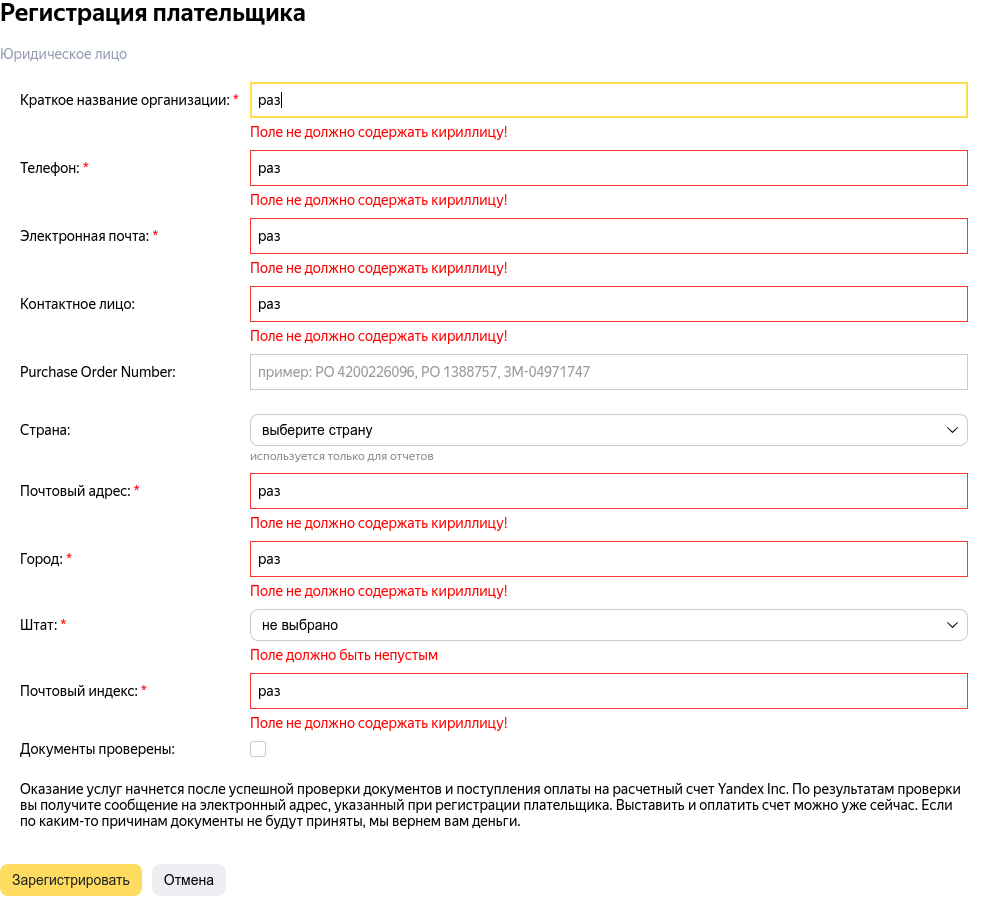 Регистрация плательщика
Юридическое лицо
Краткое название организации: * раз
Поле не должно содержать кириллицу!
Телефон: * раз
Поле не должно содержать кириллицу!
Электронная почта: * раз
Поле не должно содержать кириллицу!
Контактное лицо: раз
Поле не должно содержать кириллицу!
Purchase Order Number: пример: PO 4200226096, PO 1388757, 3M-04971747
Страна: выберите страну
используется только для отчетов
Почтовый адрес: * раз
Поле не должно содержать кириллицу!
Город: * раз
Поле не должно содержать кириллицу!
Штат: * не выбрано
Поле должно быть непустым
Почтовый индекс: * раз
Поле не должно содержать кириллицу!
Документы проверены:
Оказание услуг начнется после успешной проверки документов и поступления оплаты на расчетный счет Yandex Inc. По результатам проверки
вы получите сообщение на электронный адрес, указанный при регистрации плательщика. Выставить и оплатить счет можно уже сейчас. Если
по каким-то причинам документы не будут приняты, мы вернем вам деньги.
Зарегистрировать Отмена